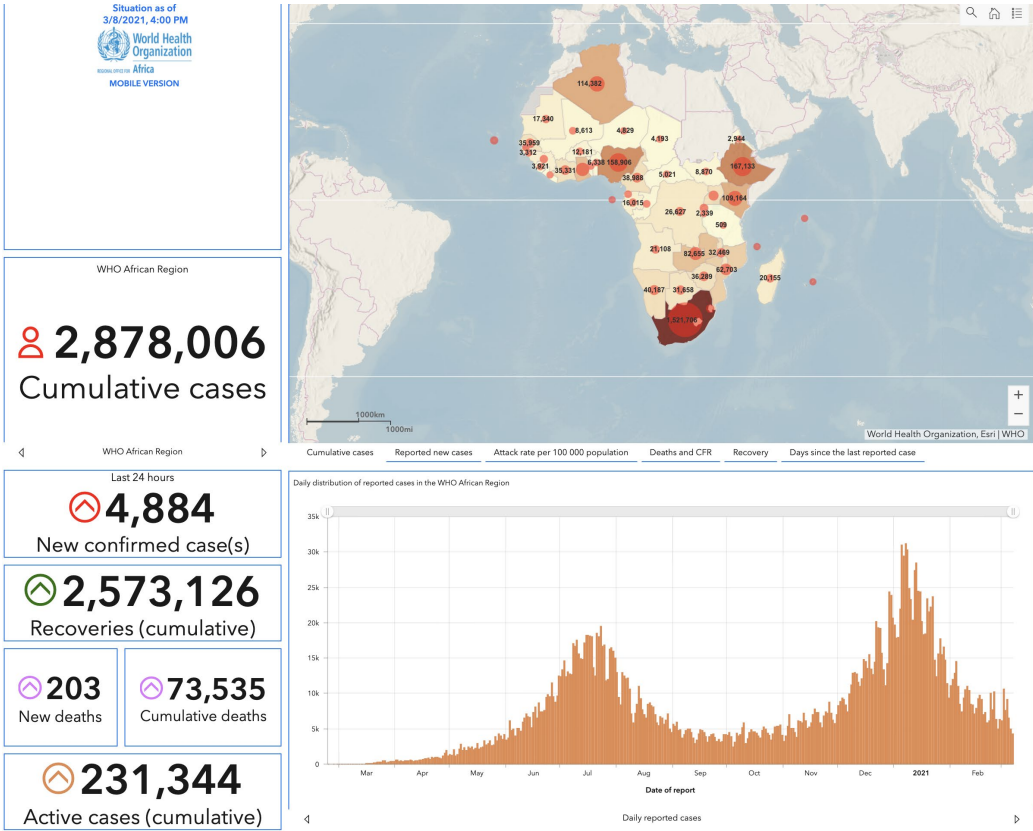 Situation as of
3/8/2021, 4:00 PM
World Health
Organization
REGIONAL OFFICE FOR Africa
MOBILE VERSION
WHO African Region
2,878,006
Cumulative cases
WHO African Region
Last 24 hours
4,884
New confirmed case(s)
2,573,126
Recoveries (cumulative)
203
New deaths
73,535
Cumulative deaths
231,344
Active cases (cumulative)
114,382
17,340
8,613
4,829
4,193
2,944
35,959
3,312
12,181
3,921
35,331
6,338
158,906
167,133
38,988
5,021
8,870
16,015
109,164
26,627
2,339
509
21,108
82,655
32,469
62,703
36,289
20,155
40,187
31,658
1,521,706
1000km
1000mi
+
−
World Health Organization, Esri | WHO
Cumulative cases
Reported new cases
Attack rate per 100 000 population
Deaths and CFR
Recovery
Days since the last reported case
Daily distribution of reported cases in the WHO African Region
35k
30k
25k
20k
15k
10k
5k
0
Mar Apr May Jun Jul Aug Sep Oct Nov Dec 2021 Feb
Date of report
Daily reported cases